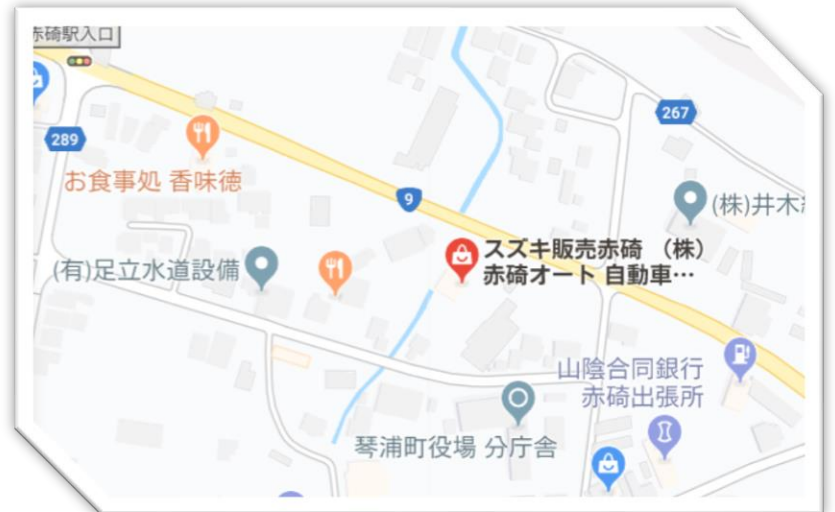 赤碕駅入口
289
お食事処 香味徳
267
9
(株)井木
スズキ販売赤碕 (株)
赤碕オート 自動車…
(有)足立水道設備
山陰合同銀行
赤碕出張所
琴浦町役場 分庁舎